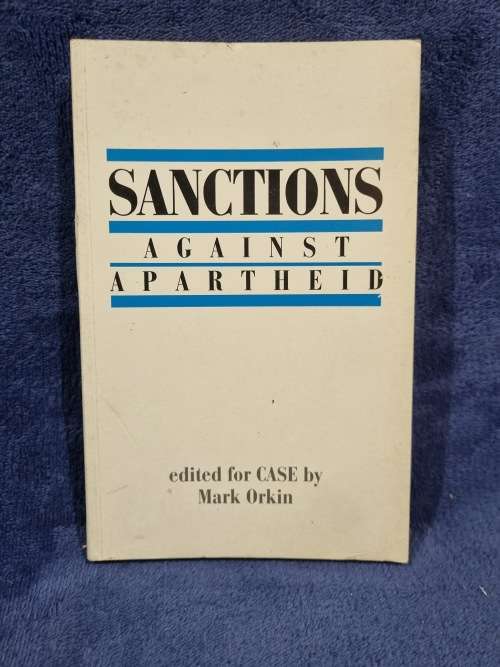 SANCTIONS
AGAINST
APARTHEID
edited for CASE by
Mark Orkin